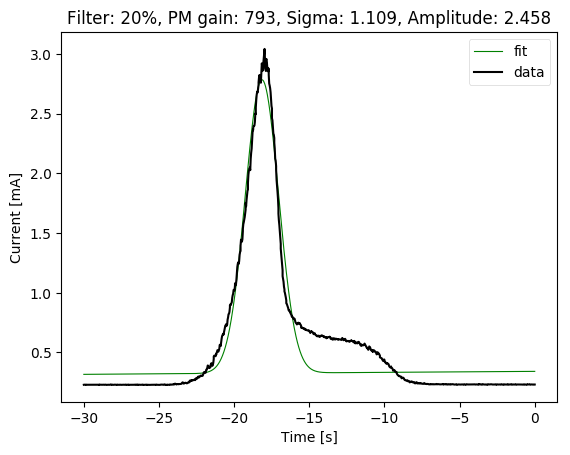 Filter: 20%, PM gain: 793, Sigma: 1.109, Amplitude: 2.458
fit
data
3.0
2.5
2.0
1.5
1.0
0.5
Current [mA]
−30
−25
−20
−15
−10
−5
0
Time [s]